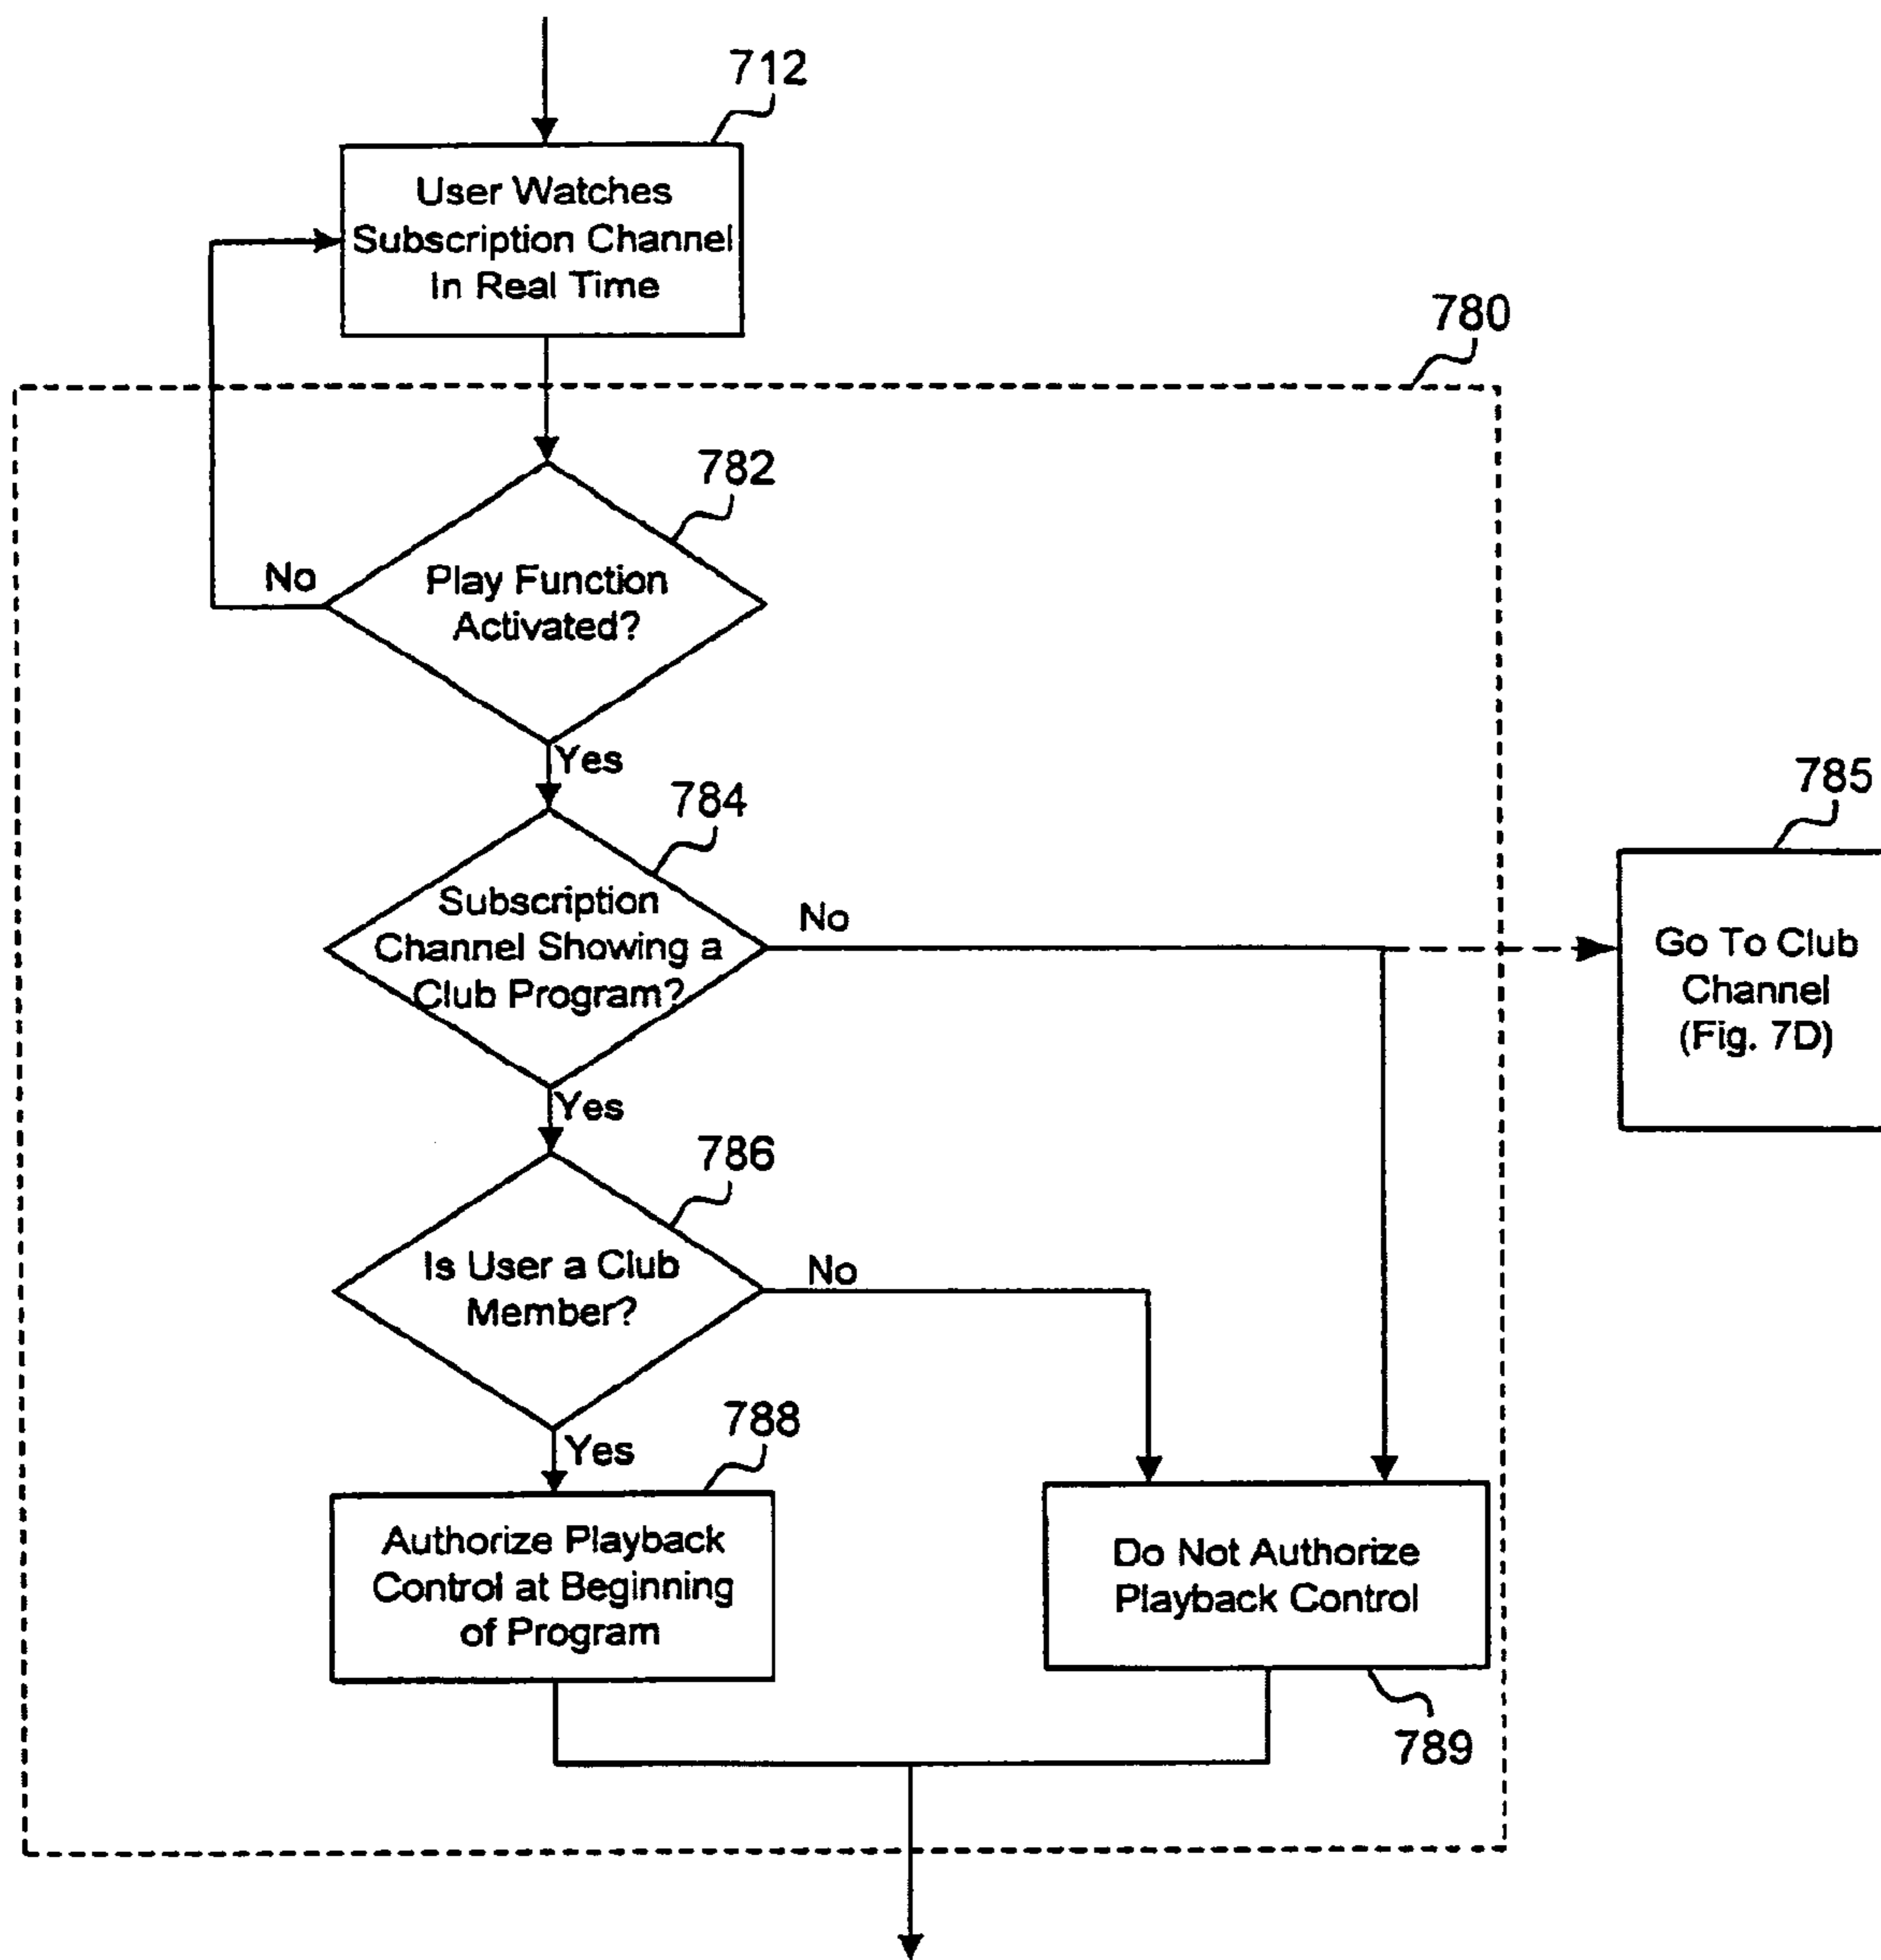 712
User Watches
Subscription Channel
In Real Time
780
782
No
Play Function
Activated?
Yes
784
785
Subscription
Channel Showing a
Club Program?
No
Go To Club
Channel
(Fig. 7D)
Yes
786
Is User a Club
Member?
No
788
Yes
Authorize Playback
Control at Beginning
of Program
Do Not Authorize
Playback Control
789